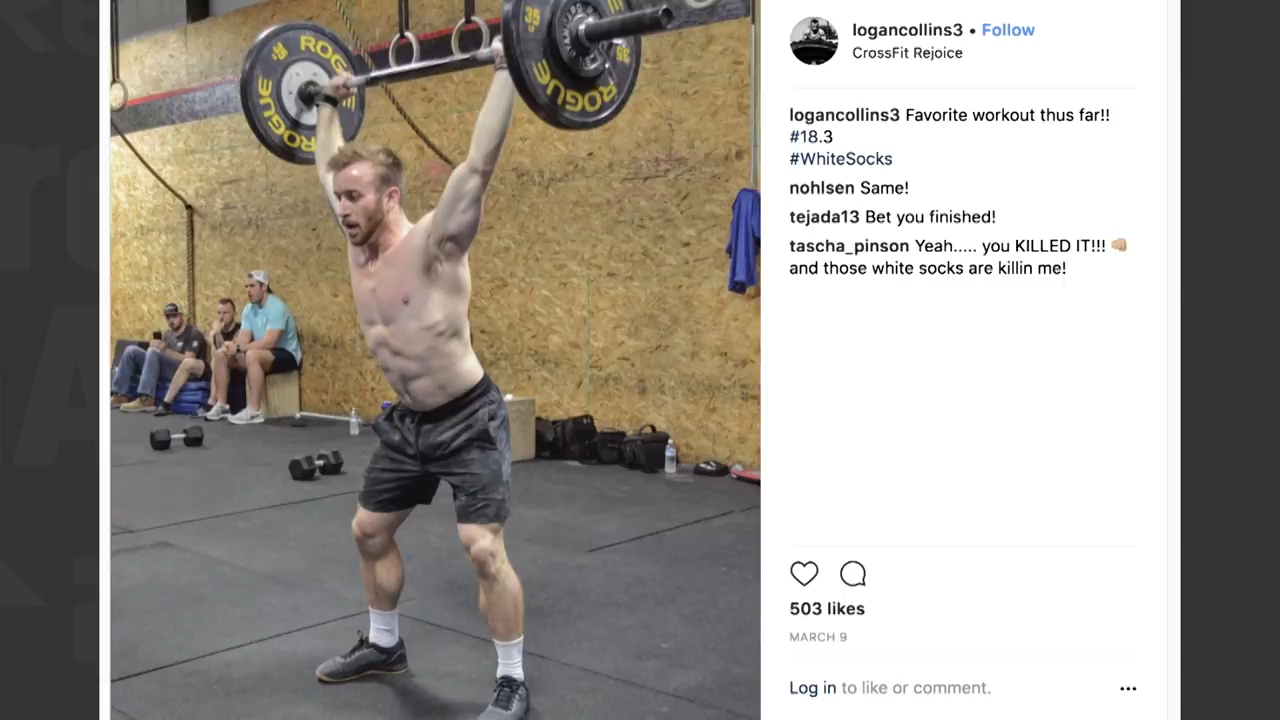 ROGUE
ROGUE
35
35
ROGUE
logancollins3 • Follow
CrossFit Rejoice
logancollins3 Favorite workout thus far!!
#18.3
#WhiteSocks
nohlsen Same!
tejada13 Bet you finished!
tascha_pinson Yeah..... you KILLED IT!!! 👊🏼
and those white socks are killin me!
503 likes
MARCH 9
Log in to like or comment.